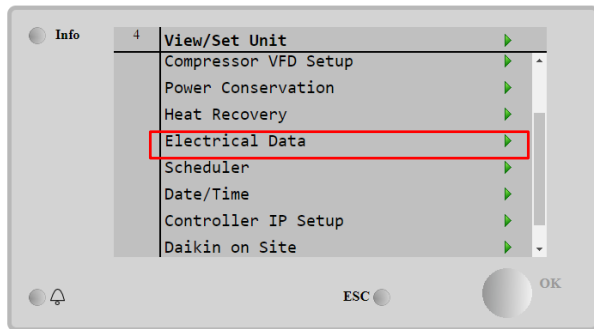 Info
4 View/Set Unit
Compressor VFD Setup
Power Conservation
Heat Recovery
Electrical Data
Scheduler
Date/Time
Controller IP Setup
Daikin on Site
ESC
OK